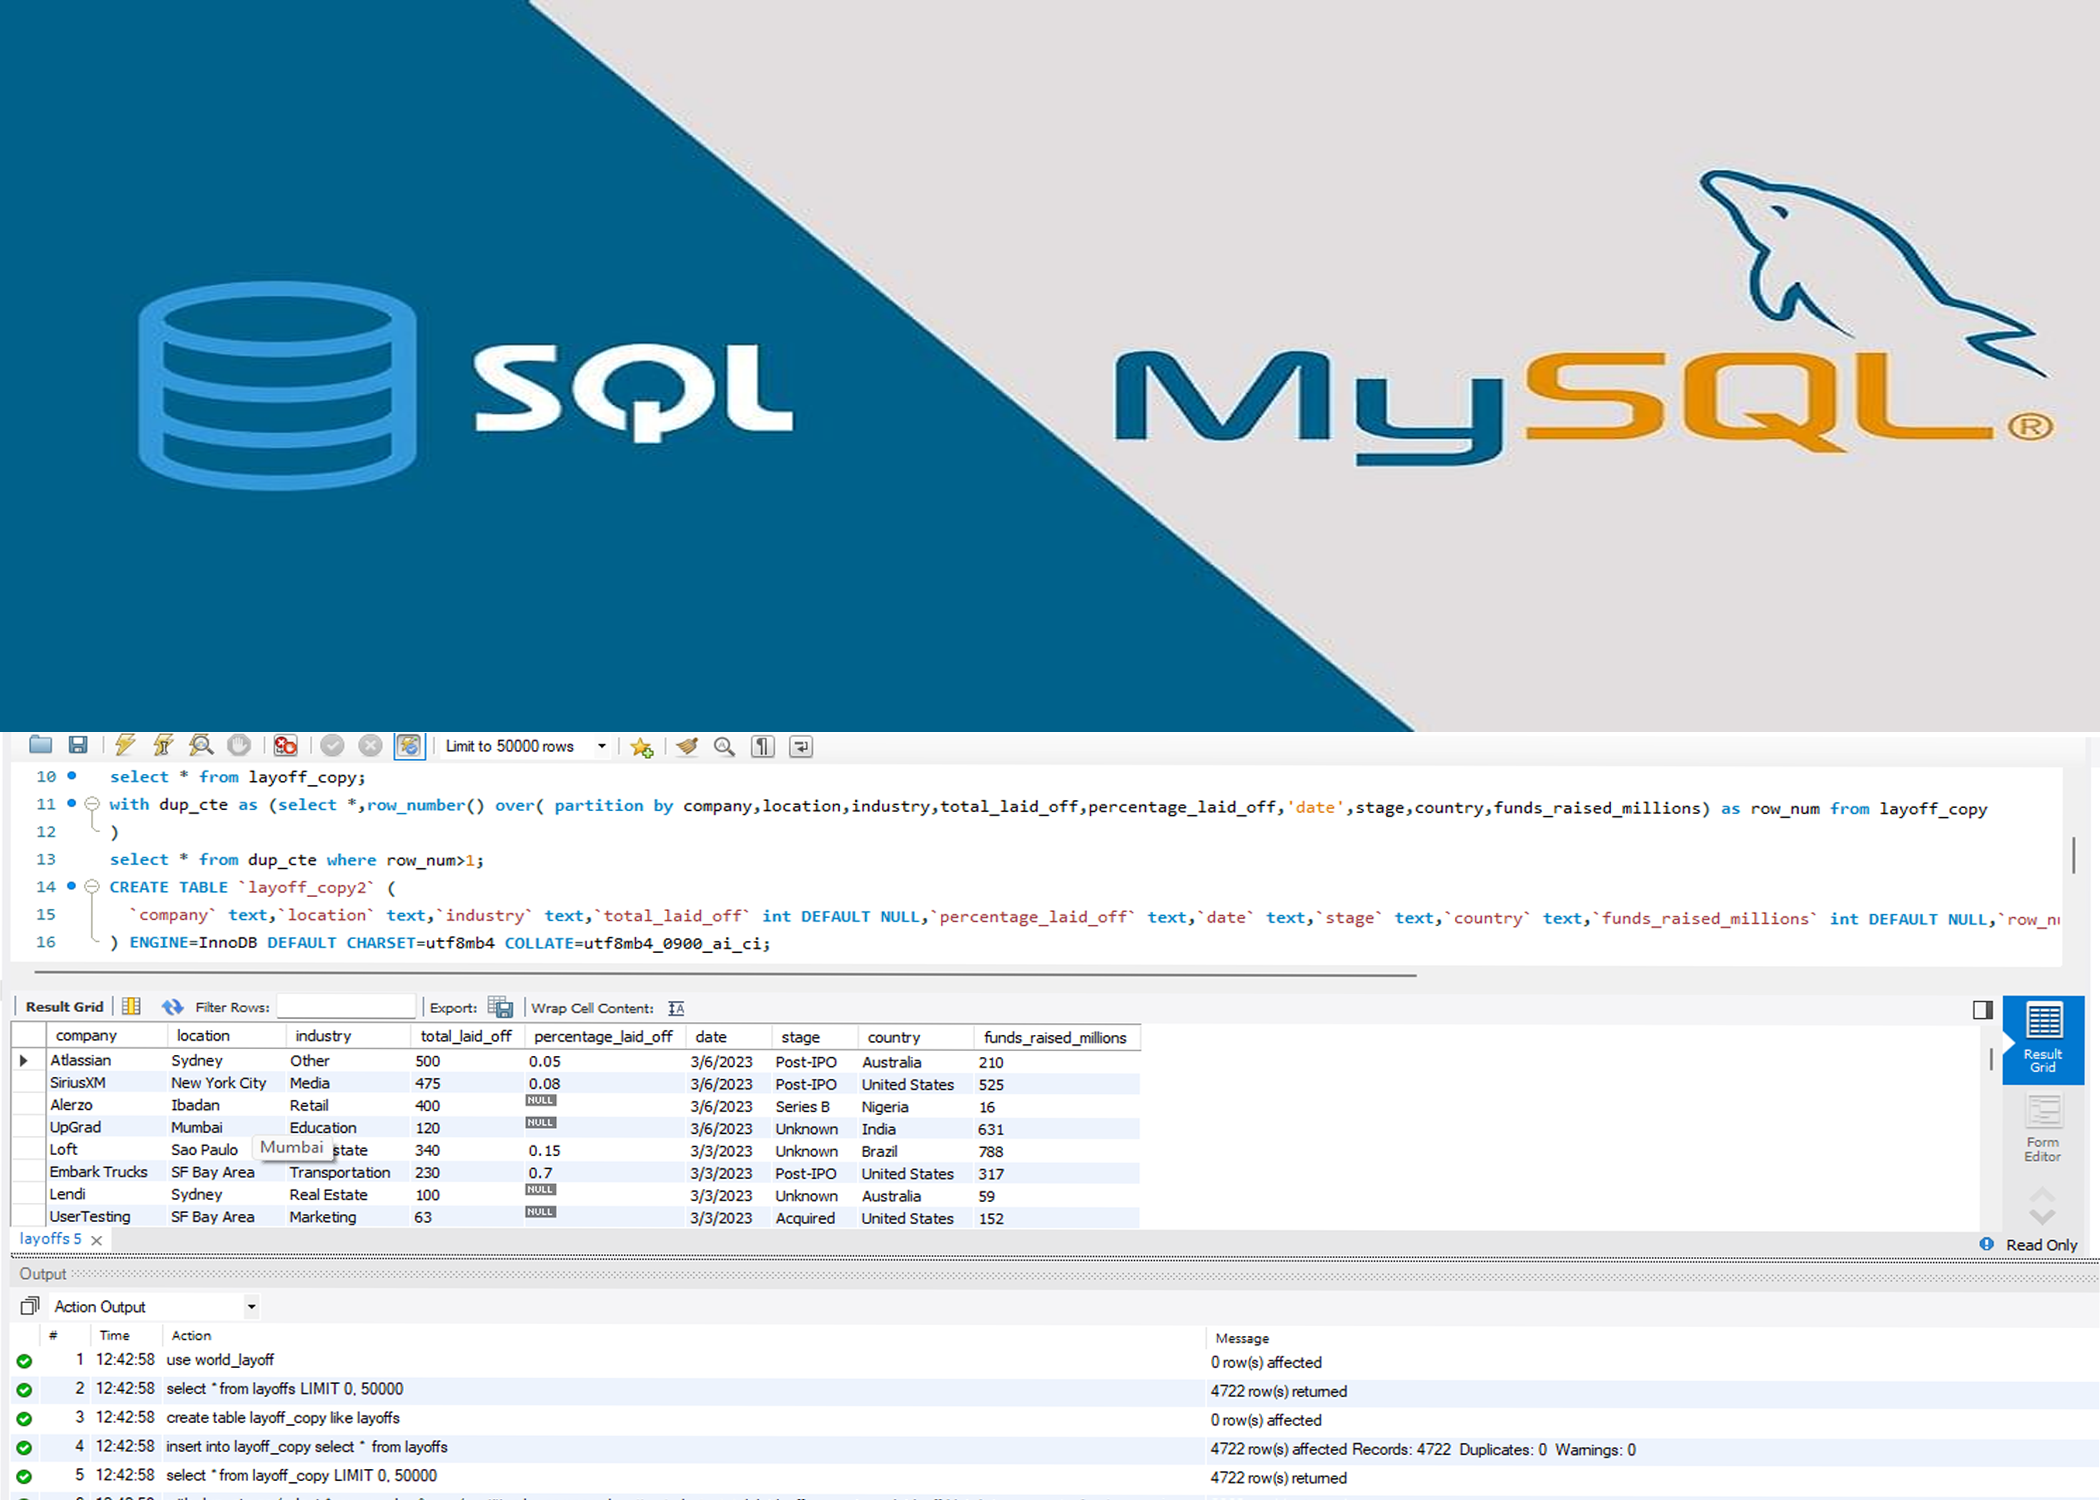 SQL
MySQL®
Limit to 50000 rows
10 select * from layoff_copy;
11 with dup_cte as (select *,row_number() over( partition by company,location,industry,total_laid_off,percentage_laid_off,'date',stage,country,funds_raised_millions) as row_num from layoff_copy
12 )
13 select * from dup_cte where row_num>1;
14 CREATE TABLE `layoff_copy2` (
15 `company` text,`location` text,`industry` text,`total_laid_off` int DEFAULT NULL,`percentage_laid_off` text,`date` text,`stage` text,`country` text,`funds_raised_millions` int DEFAULT NULL,`row_nu
16 ) ENGINE=InnoDB DEFAULT CHARSET=utf8mb4 COLLATE=utf8mb4_0900_ai_ci;
Result Grid Filter Rows: Export: Wrap Cell Content:
company location industry total_laid_off percentage_laid_off date stage country funds_raised_millions
Atlassian Sydney Other 500 0.05 3/6/2023 Post-IPO Australia 210
SiriusXM New York City Media 475 0.08 3/6/2023 Post-IPO United States 525
Alerzo Ibadan Retail 400 NULL 3/6/2023 Series B Nigeria 16
UpGrad Mumbai Education 120 NULL 3/6/2023 Unknown India 631
Loft Sao Paulo state 340 0.15 3/3/2023 Unknown Brazil 788
Mumbai
Embark Trucks SF Bay Area Transportation 230 0.7 3/3/2023 Post-IPO United States 317
Lendi Sydney Real Estate 100 NULL 3/3/2023 Unknown Australia 59
UserTesting SF Bay Area Marketing 63 NULL 3/3/2023 Acquired United States 152
Result
Grid
Form
Editor
layoffs 5
Read Only
Output
Action Output
# Time Action Message
1 12:42:58 use world_layoff 0 row(s) affected
2 12:42:58 select * from layoffs LIMIT 0, 50000 4722 row(s) returned
3 12:42:58 create table layoff_copy like layoffs 0 row(s) affected
4 12:42:58 insert into layoff_copy select * from layoffs 4722 row(s) affected Records: 4722 Duplicates: 0 Warnings: 0
5 12:42:58 select * from layoff_copy LIMIT 0, 50000 4722 row(s) returned